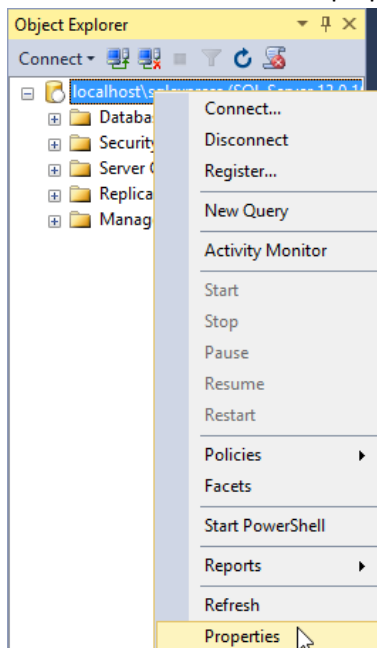 Object Explorer
Connect
localhost\sqlexpress (SQL Server 13.0.1
Databa
Security
Server
Replica
Manag
Connect...
Disconnect
Register...
New Query
Activity Monitor
Start
Stop
Pause
Resume
Restart
Policies
Facets
Start PowerShell
Reports
Refresh
Properties